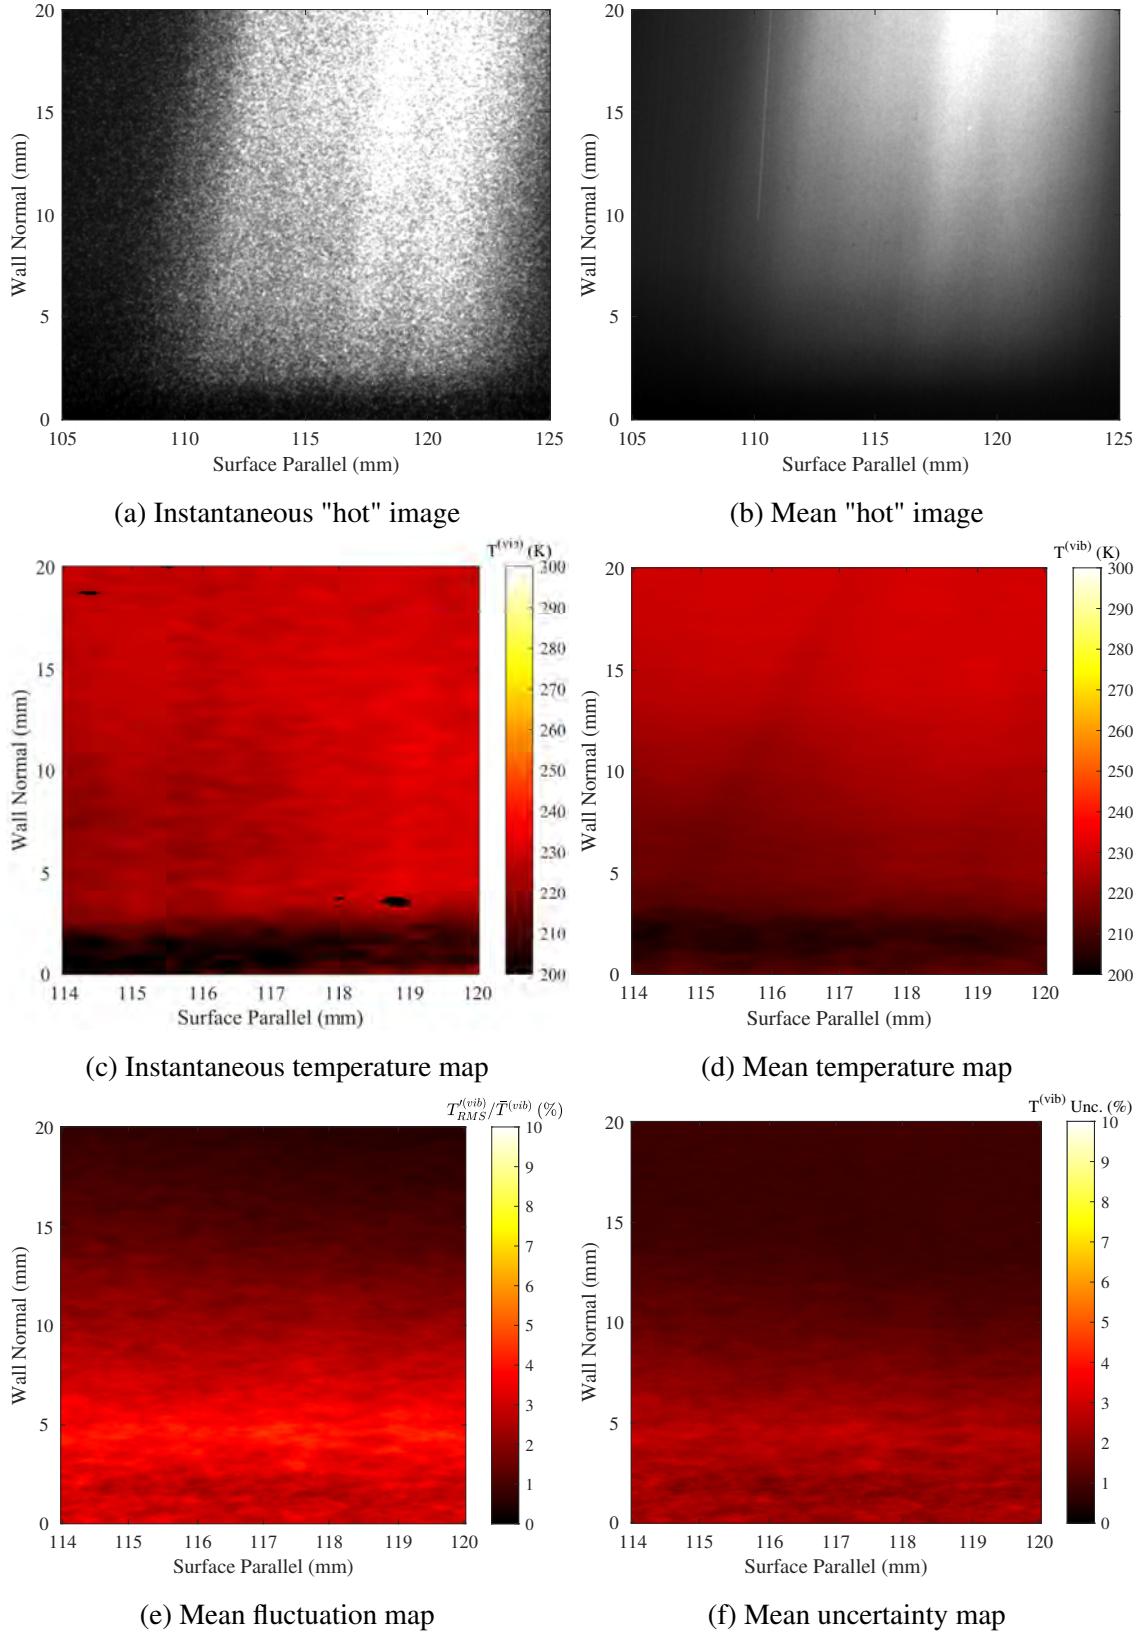 20
15
10
5
0
Wall Normal (mm)
105 110 115 120 125
Surface Parallel (mm)
20
15
10
5
0
Wall Normal (mm)
105 110 115 120 125
Surface Parallel (mm)
(a) Instantaneous "hot" image
(b) Mean "hot" image
T(vib) (K)
20
15
10
5
0
Wall Normal (mm)
114 115 116 117 118 119 120
Surface Parallel (mm)
300
290
280
270
260
250
240
230
220
210
200
T(vib) (K)
20
15
10
5
0
Wall Normal (mm)
114 115 116 117 118 119 120
Surface Parallel (mm)
300
290
280
270
260
250
240
230
220
210
200
(c) Instantaneous temperature map
(d) Mean temperature map
T′(vib)RMS/T̄(vib) (%)
20
15
10
5
0
Wall Normal (mm)
114 115 116 117 118 119 120
Surface Parallel (mm)
10
9
8
7
6
5
4
3
2
1
0
T(vib) Unc. (%)
20
15
10
5
0
Wall Normal (mm)
114 115 116 117 118 119 120
Surface Parallel (mm)
10
9
8
7
6
5
4
3
2
1
0
(e) Mean fluctuation map
(f) Mean uncertainty map